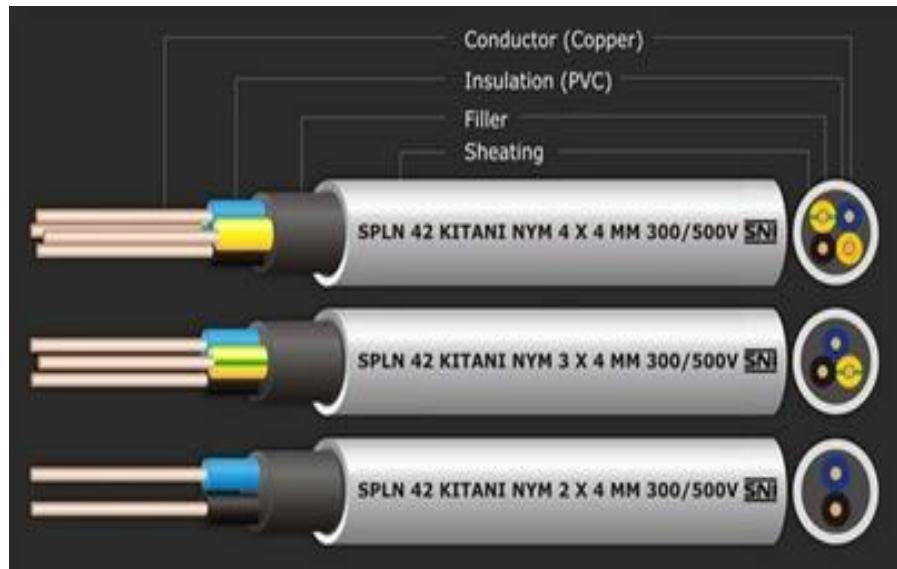 Conductor (Copper)
Insulation (PVC)
Filler
Sheating
SPLN 42 KITANI NYM 4 X 4 MM 300/500V SNI
SPLN 42 KITANI NYM 3 X 4 MM 300/500V SNI
SPLN 42 KITANI NYM 2 X 4 MM 300/500V SNI